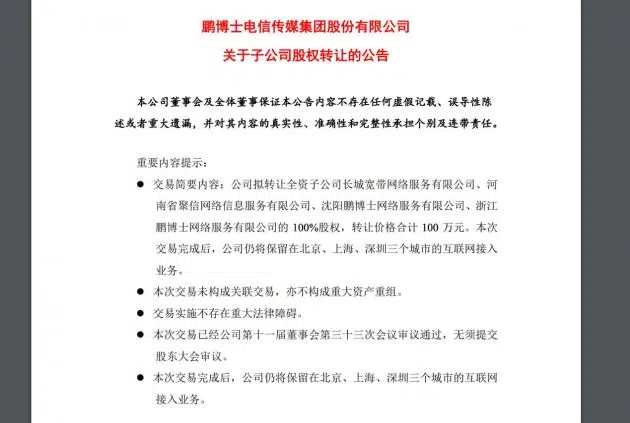 鹏博士电信传媒集团股份有限公司
关于子公司股权转让的公告
本公司董事会及全体董事保证本公告内容不存在任何虚假记载、误导性陈
述或者重大遗漏，并对其内容的真实性、准确性和完整性承担个别及连带责任。
重要内容提示：
● 交易简要内容：公司拟转让全资子公司长城宽带网络服务有限公司、河
南省聚信网络信息服务有限公司、沈阳鹏博士网络服务有限公司、浙江
鹏博士网络服务有限公司的 100%股权，转让价格合计 100 万元。本次
交易完成后，公司仍将保留在北京、上海、深圳三个城市的互联网接入
业务。
● 本次交易未构成关联交易，亦不构成重大资产重组。
● 交易实施不存在重大法律障碍。
● 本次交易已经公司第十一届董事会第三十三次会议审议通过，无须提交
股东大会审议。
● 本次交易完成后，公司仍将保留在北京、上海、深圳三个城市的互联网
接入业务。